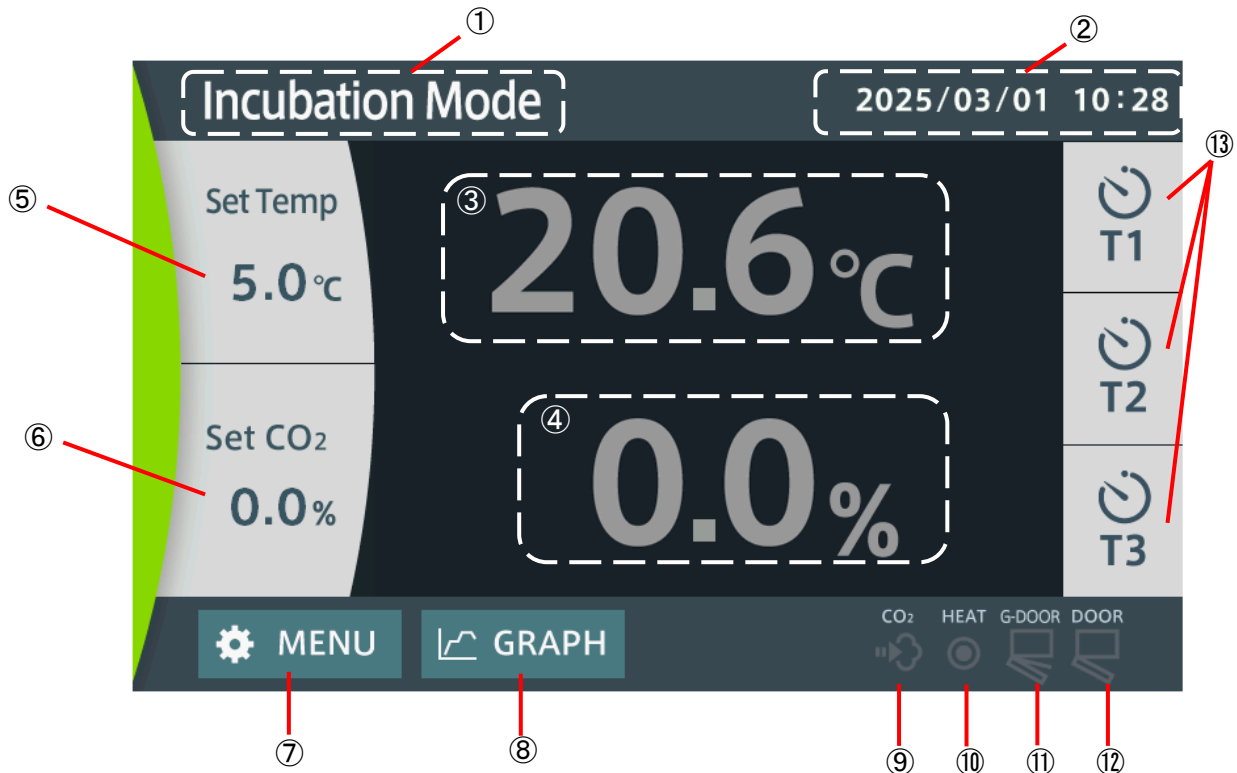 ① ②
Incubation Mode 2025/03/01 10:28
⑬
⑤ Set Temp ③ 20.6℃ T1
5.0℃
T2
⑥ Set CO₂ ④ 0.0% 
0.0% T3
MENU GRAPH CO₂ HEAT G-DOOR DOOR
⑦ ⑧ ⑨ ⑩ ⑪ ⑫